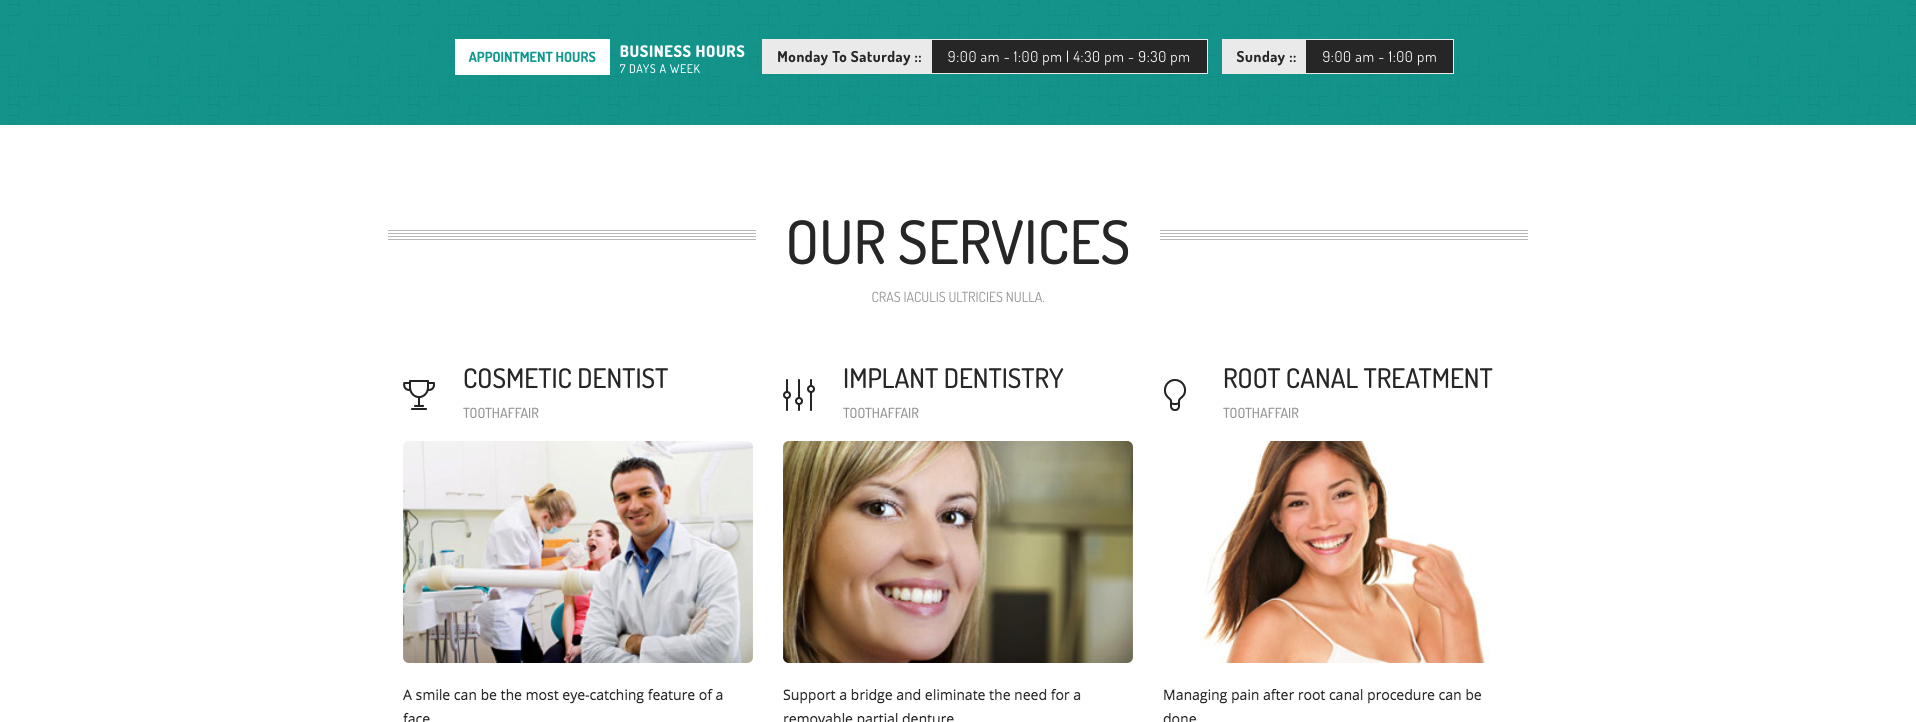 APPOINTMENT HOURS
BUSINESS HOURS
7 DAYS A WEEK
Monday To Saturday ::
9:00 am - 1:00 pm | 4:30 pm - 9:30 pm
Sunday ::
9:00 am - 1:00 pm
OUR SERVICES
CRAS IACULIS ULTRICIES NULLA.
COSMETIC DENTIST
TOOTHAFFAIR
A smile can be the most eye-catching feature of a
face.
IMPLANT DENTISTRY
TOOTHAFFAIR
Support a bridge and eliminate the need for a
removable partial denture.
ROOT CANAL TREATMENT
TOOTHAFFAIR
Managing pain after root canal procedure can be
done